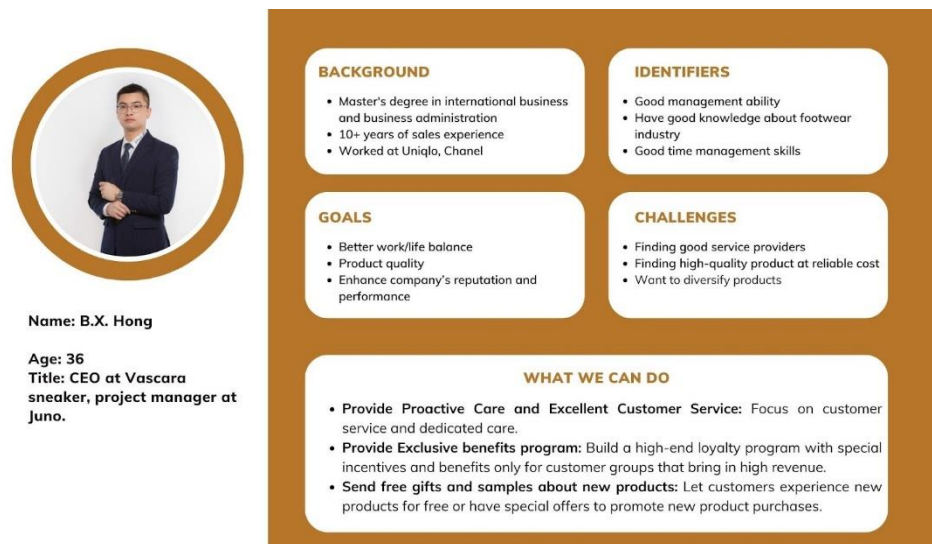 BACKGROUND
• Master's degree in international business
and business administration
• 10+ years of sales experience
• Worked at Uniqlo, Chanel
IDENTIFIERS
• Good management ability
• Have good knowledge about footwear
industry
• Good time management skills
GOALS
• Better work/life balance
• Product quality
• Enhance company's reputation and
performance
CHALLENGES
• Finding good service providers
• Finding high-quality product at reliable cost
• Want to diversify products
Name: B.X. Hong
Age: 36
Title: CEO at Vascara
sneaker, project manager at
Juno.
WHAT WE CAN DO
• Provide Proactive Care and Excellent Customer Service: Focus on customer
service and dedicated care.
• Provide Exclusive benefits program: Build a high-end loyalty program with special
incentives and benefits only for customer groups that bring in high revenue.
• Send free gifts and samples about new products: Let customers experience new
products for free or have special offers to promote new product purchases.